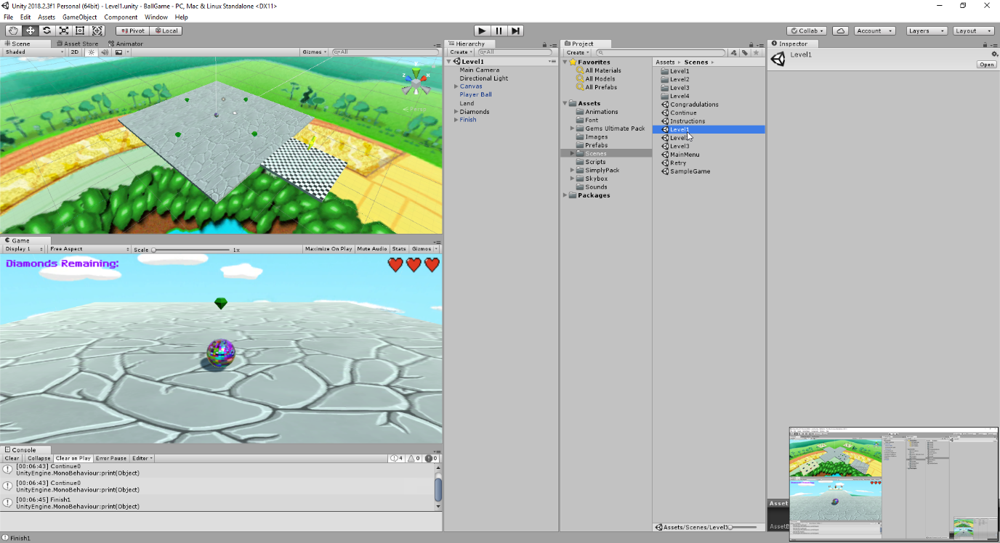 Unity 2018.2.3f1 Personal (64bit) - Level1.unity - BallGame - PC, Mac & Linux Standalone <DX11>
File Edit Assets GameObject Component Window Help
Pivot Local Collab Account Layers Layout
Scene Asset Store Animator
Shaded 2D Gizmos All
Game
Display 1 Free Aspect Scale 1x Maximize On Play Mute Audio Stats Gizmos
Diamonds Remaining:
Console
Clear Collapse Clear on Play Error Pause Editor 4 0 0
[00:06:43] Continue0
UnityEngine.MonoBehaviour:print(Object)
[00:06:43] Continue0
UnityEngine.MonoBehaviour:print(Object)
[00:06:45] Finish1
UnityEngine.MonoBehaviour:print(Object)
Finish1
Hierarchy
Create All
Level1
Main Camera
Directional Light
Canvas
Player Ball
Land
Diamonds
Finish
Project
Create
Favorites
All Materials
All Models
All Prefabs
Assets
Animations
Font
Gems Ultimate Pack
Images
Prefabs
Scenes
Scripts
SimplyPack
Skybox
Sounds
Packages
Assets Scenes
Level1
Level2
Level3
Level4
Congradulations
Continue
Instructions
Level1
Level
Level3
MainMenu
Retry
SampleGame
Assets/Scenes/Level
Inspector
Level1
Open
Asset